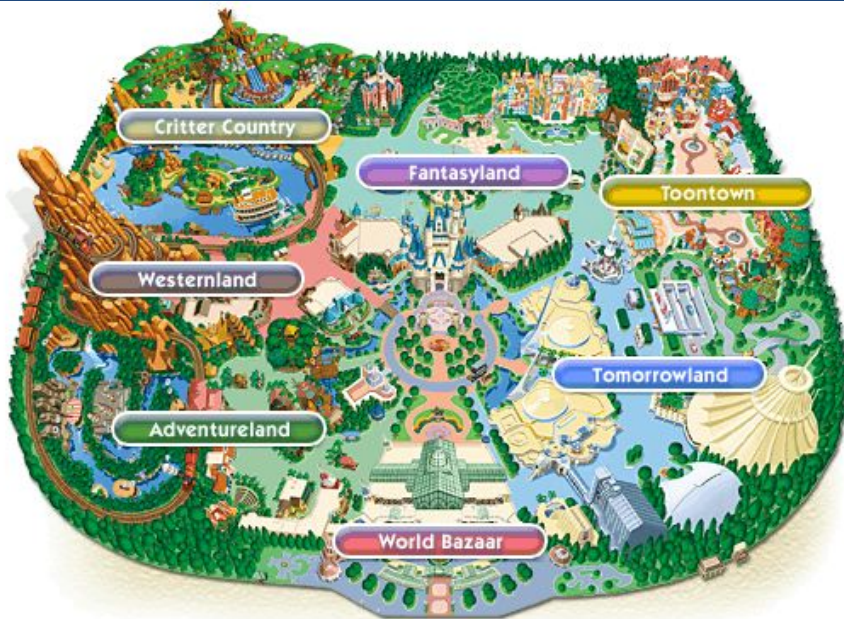 Critter Country
Fantasyland
Toontown
Westernland
Tomorrowland
Adventureland
World Bazaar